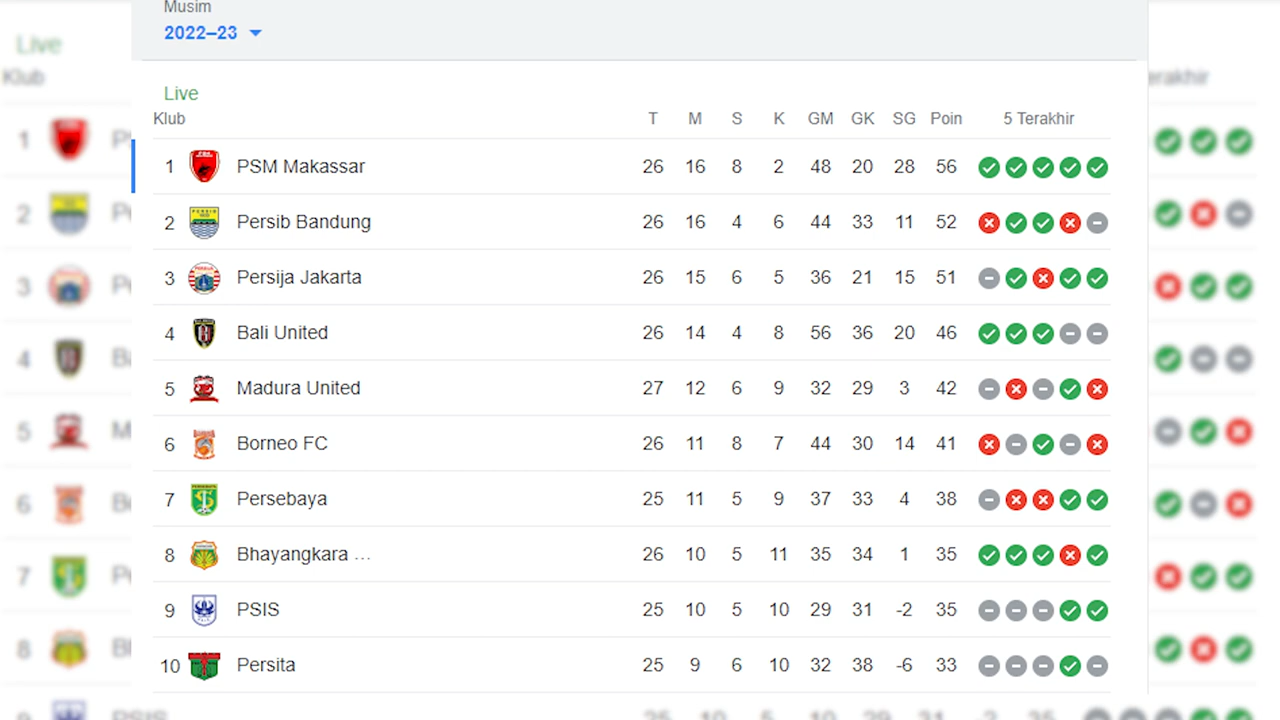 Musim
2022–23
Live
Klub T M S K GM GK SG Poin 5 Terakhir
1 PSM Makassar 26 16 8 2 48 20 28 56
2 Persib Bandung 26 16 4 6 44 33 11 52
3 Persija Jakarta 26 15 6 5 36 21 15 51
4 Bali United 26 14 4 8 56 36 20 46
5 Madura United 27 12 6 9 32 29 3 42
6 Borneo FC 26 11 8 7 44 30 14 41
7 Persebaya 25 11 5 9 37 33 4 38
8 Bhayangkara ... 26 10 5 11 35 34 1 35
9 PSIS 25 10 5 10 29 31 -2 35
10 Persita 25 9 6 10 32 38 -6 33